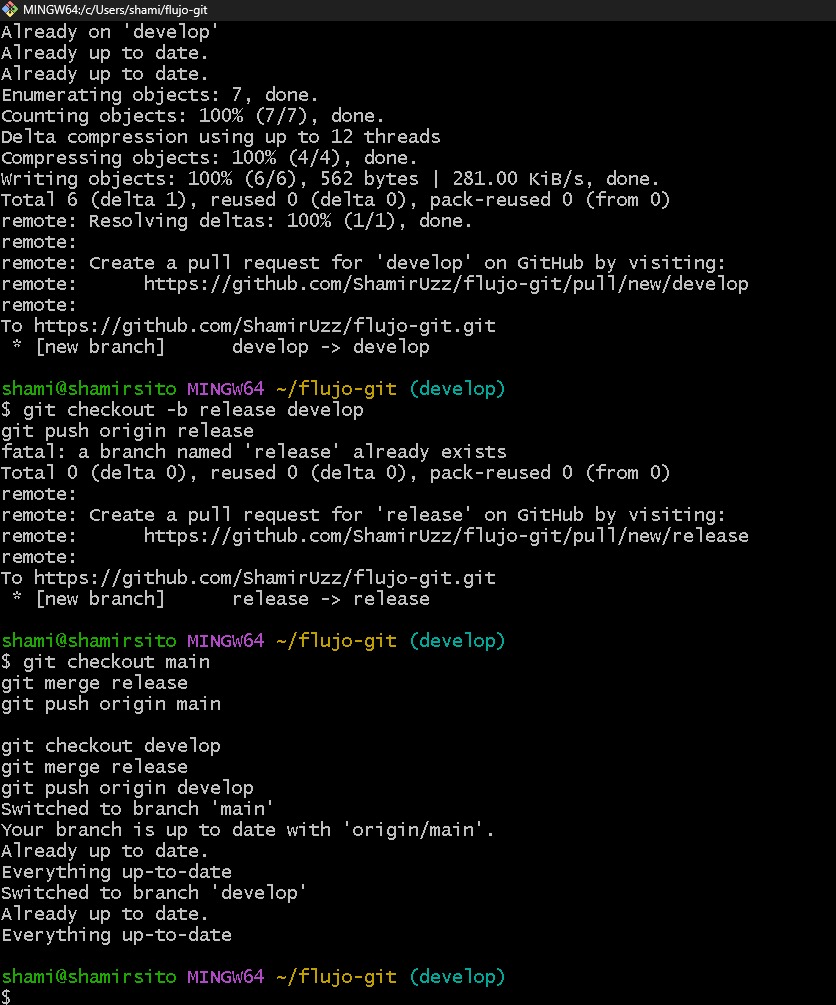 MINGW64:/c/Users/shami/flujo-git
Already on 'develop'
Already up to date.
Already up to date.
Enumerating objects: 7, done.
Counting objects: 100% (7/7), done.
Delta compression using up to 12 threads
Compressing objects: 100% (4/4), done.
Writing objects: 100% (6/6), 562 bytes | 281.00 KiB/s, done.
Total 6 (delta 1), reused 0 (delta 0), pack-reused 0 (from 0)
remote: Resolving deltas: 100% (1/1), done.
remote:
remote: Create a pull request for 'develop' on GitHub by visiting:
remote:      https://github.com/ShamirUzz/flujo-git/pull/new/develop
remote:
To https://github.com/ShamirUzz/flujo-git.git
 * [new branch]      develop -> develop
shami@shamirsito MINGW64 ~/flujo-git (develop)
$ git checkout -b release develop
git push origin release
fatal: a branch named 'release' already exists
Total 0 (delta 0), reused 0 (delta 0), pack-reused 0 (from 0)
remote:
remote: Create a pull request for 'release' on GitHub by visiting:
remote:      https://github.com/ShamirUzz/flujo-git/pull/new/release
remote:
To https://github.com/ShamirUzz/flujo-git.git
 * [new branch]      release -> release
shami@shamirsito MINGW64 ~/flujo-git (develop)
$ git checkout main
git merge release
git push origin main
git checkout develop
git merge release
git push origin develop
Switched to branch 'main'
Your branch is up to date with 'origin/main'.
Already up to date.
Everything up-to-date
Switched to branch 'develop'
Already up to date.
Everything up-to-date
shami@shamirsito MINGW64 ~/flujo-git (develop)
$